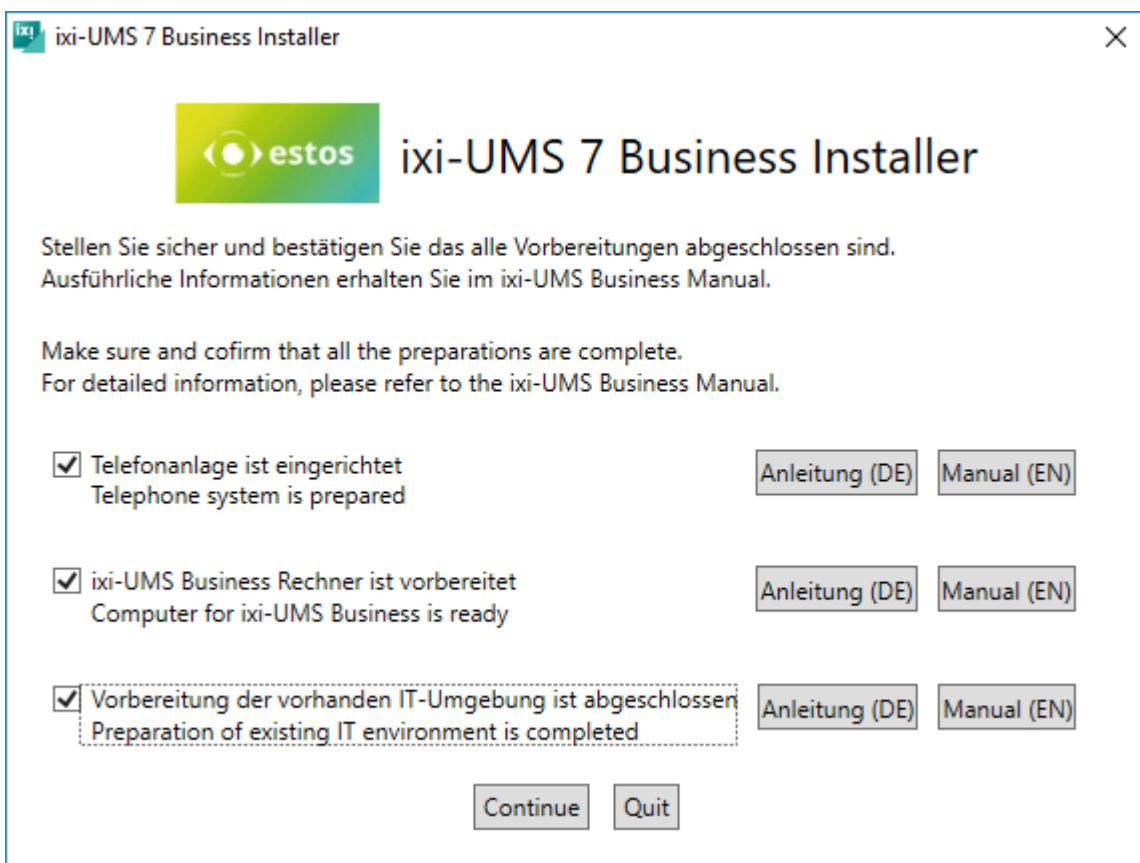 ixi-UMS 7 Business Installer
estos
ixi-UMS 7 Business Installer
Stellen Sie sicher und bestätigen Sie das alle Vorbereitungen abgeschlossen sind.
Ausführliche Informationen erhalten Sie im ixi-UMS Business Manual.
Make sure and cofirm that all the preparations are complete.
For detailed information, please refer to the ixi-UMS Business Manual.
Telefonanlage ist eingerichtet
Telephone system is prepared
Anleitung (DE)
Manual (EN)
ixi-UMS Business Rechner ist vorbereitet
Computer for ixi-UMS Business is ready
Anleitung (DE)
Manual (EN)
Vorbereitung der vorhanden IT-Umgebung ist abgeschlossen
Preparation of existing IT environment is completed
Anleitung (DE)
Manual (EN)
Continue
Quit